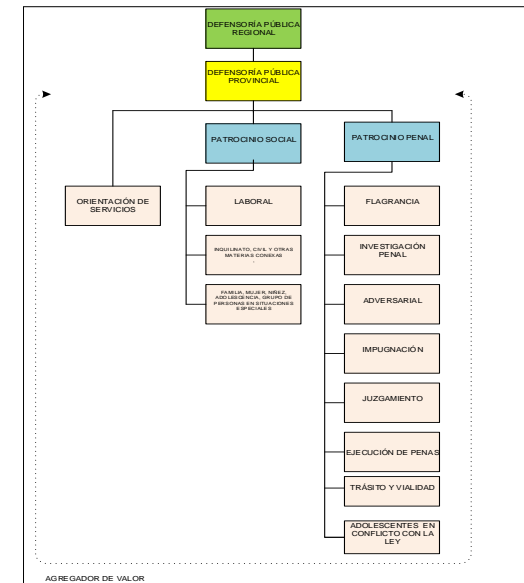 DEFENSORÍA PÚBLICA
REGIONAL
DEFENSORÍA PÚBLICA
PROVINCIAL
PATROCINIO SOCIAL
PATROCINIO PENAL
ORIENTACIÓN DE
SERVICIOS
LABORAL
INQUILINATO, CIVIL Y OTRAS
MATERIAS CONEXAS
.
FAMILIA, MUJER, NIÑEZ,
ADOLESCENCIA, GRUPO DE
PERSONAS EN SITUACIONES
ESPECIALES
FLAGRANCIA
INVESTIGACIÓN
PENAL
ADVERSARIAL
IMPUGNACIÓN
JUZGAMIENTO
EJECUCIÓN DE PENAS
TRÁSITO Y VIALIDAD
ADOLESCENTES EN
CONFLICTO CON LA
LEY
AGREGADOR DE VALOR